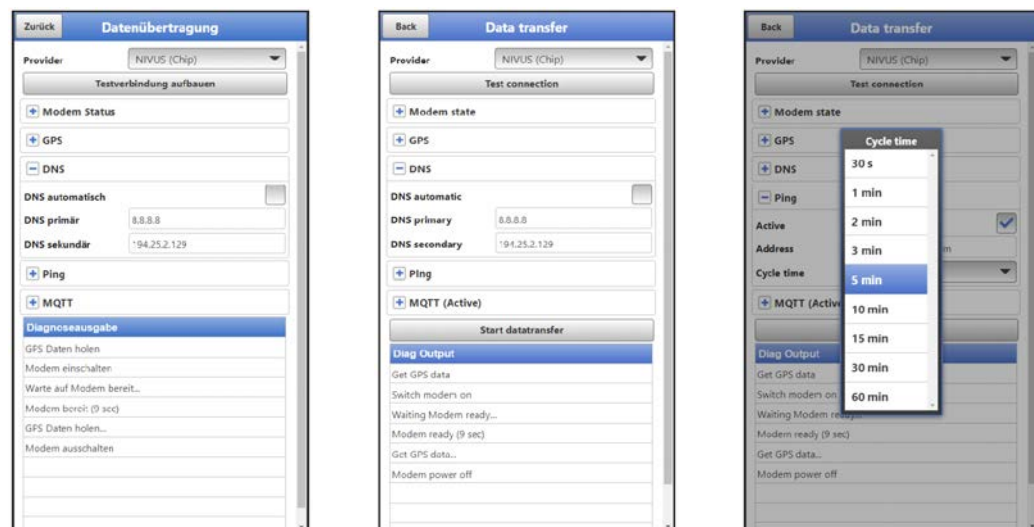 Zurück Datenübertragung
Provider NIVUS (Chip)
Testverbindung aufbauen
Modem Status
GPS
DNS
DNS automatisch
DNS primär 8.8.8.8
DNS sekundär 194.25.2.129
Ping
MQTT
Diagnoseausgabe
GPS Daten holen
Modem einschalten
Warte auf Modem bereit...
Modem bereit (9 sec)
GPS Daten holen...
Modem ausschalten
Back Data transfer
Provider NIVUS (Chip)
Test connection
Modem state
GPS
DNS
DNS automatic
DNS primary 8.8.8.8
DNS secondary 194.25.2.129
Ping
MQTT (Active)
Start datatransfer
Diag Output
Get GPS data
Switch modem on
Waiting Modem ready...
Modem ready (9 sec)
Get GPS data...
Modem power off
Back Data transfer
Provider NIVUS (Chip)
Test connection
Modem state
GPS
DNS
Ping
Active
Address
Cycle time
MQTT (Active
Diag Output
Get GPS data
Switch modem on
Waiting Modem
Modem ready (9 sec)
Get GPS data...
Modem power off
Cycle time
30 s
1 min
2 min
3 min
5 min
10 min
15 min
30 min
60 min